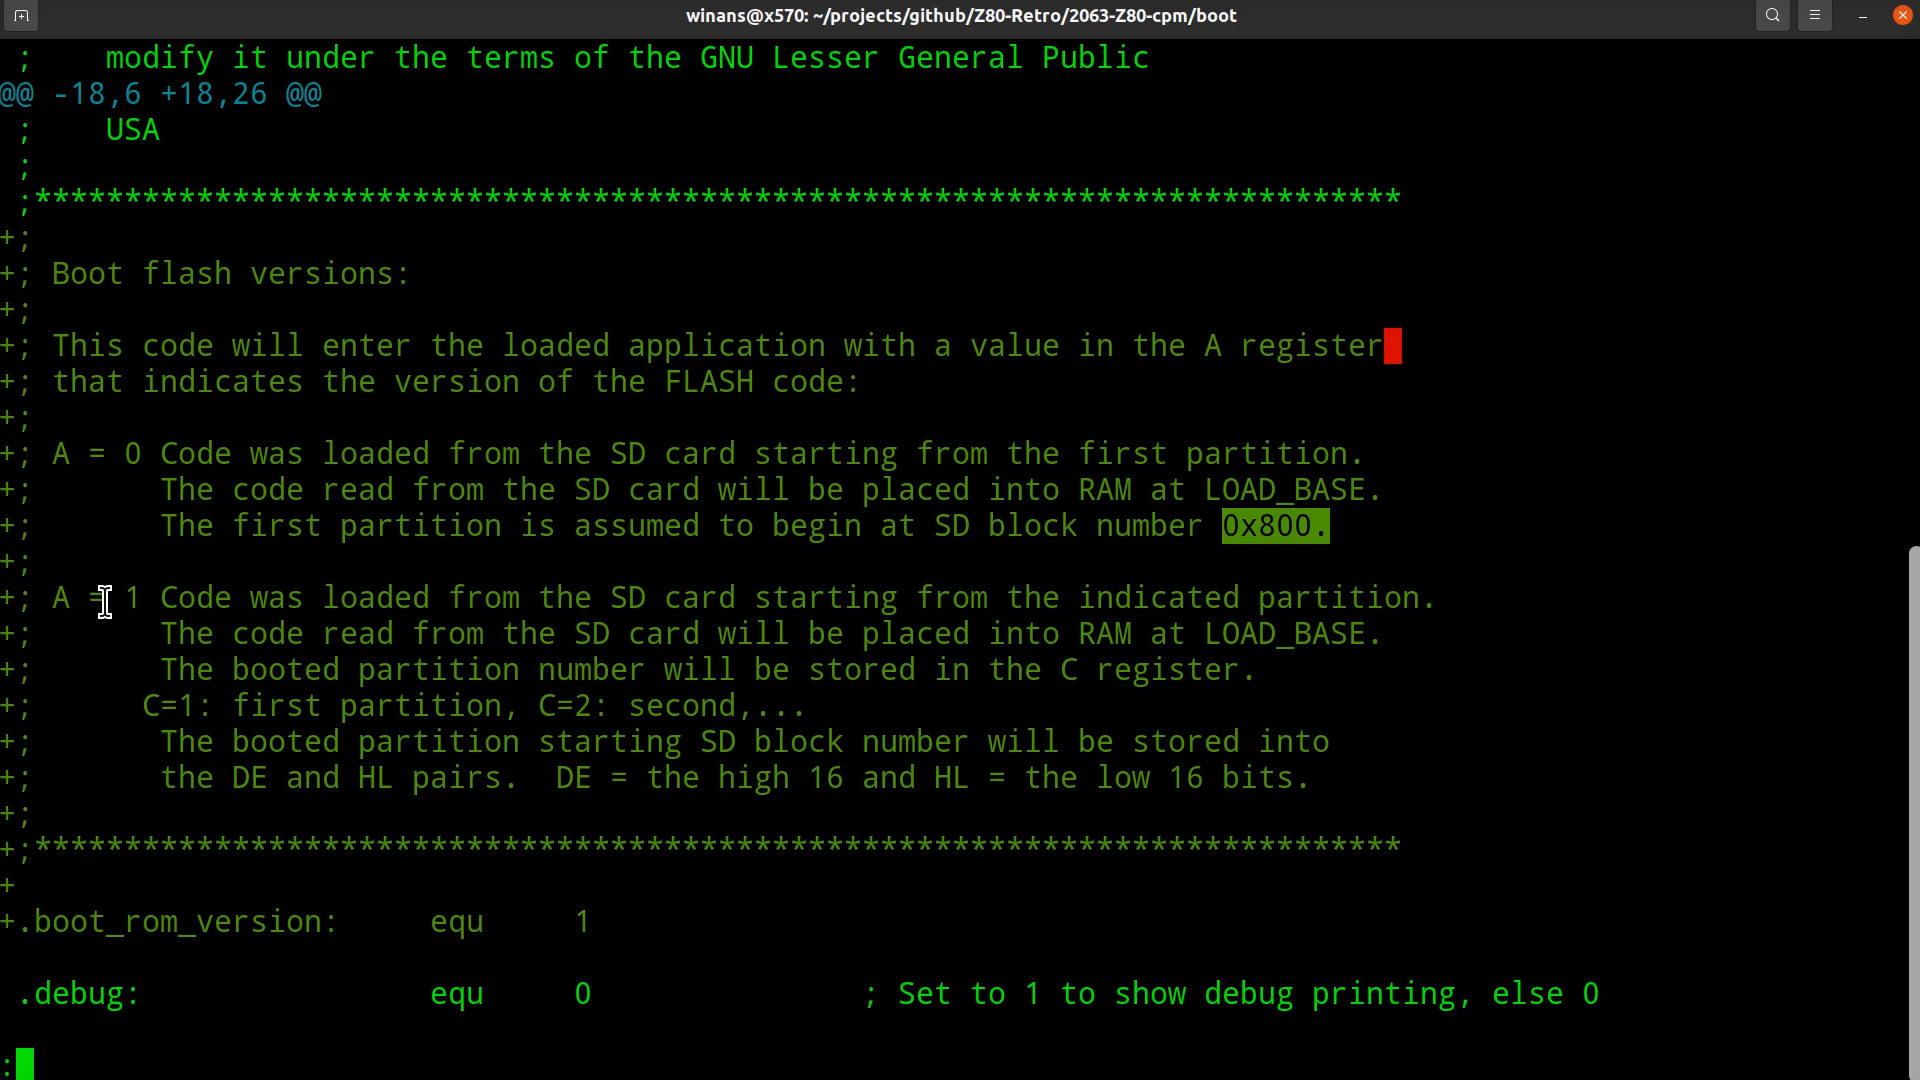 winans@x570: ~/projects/github/Z80-Retro/2063-Z80-cpm/boot
 ;    modify it under the terms of the GNU Lesser General Public
@@ -18,6 +18,26 @@
 ;    USA
 ;
 ;****************************************************************************
+;
+; Boot flash versions:
+;
+; This code will enter the loaded application with a value in the A register
+; that indicates the version of the FLASH code:
+;
+; A = 0 Code was loaded from the SD card starting from the first partition.
+;       The code read from the SD card will be placed into RAM at LOAD_BASE.
+;       The first partition is assumed to begin at SD block number 0x800.
+;
+; A = 1 Code was loaded from the SD card starting from the indicated partition.
+;       The code read from the SD card will be placed into RAM at LOAD_BASE.
+;       The booted partition number will be stored in the C register.
+;      C=1: first partition, C=2: second,...
+;       The booted partition starting SD block number will be stored into
+;       the DE and HL pairs.  DE = the high 16 and HL = the low 16 bits.
+;
+;****************************************************************************
+
+.boot_rom_version:     equ     1
 .debug:                equ     0               ; Set to 1 to show debug printing, else 0
: